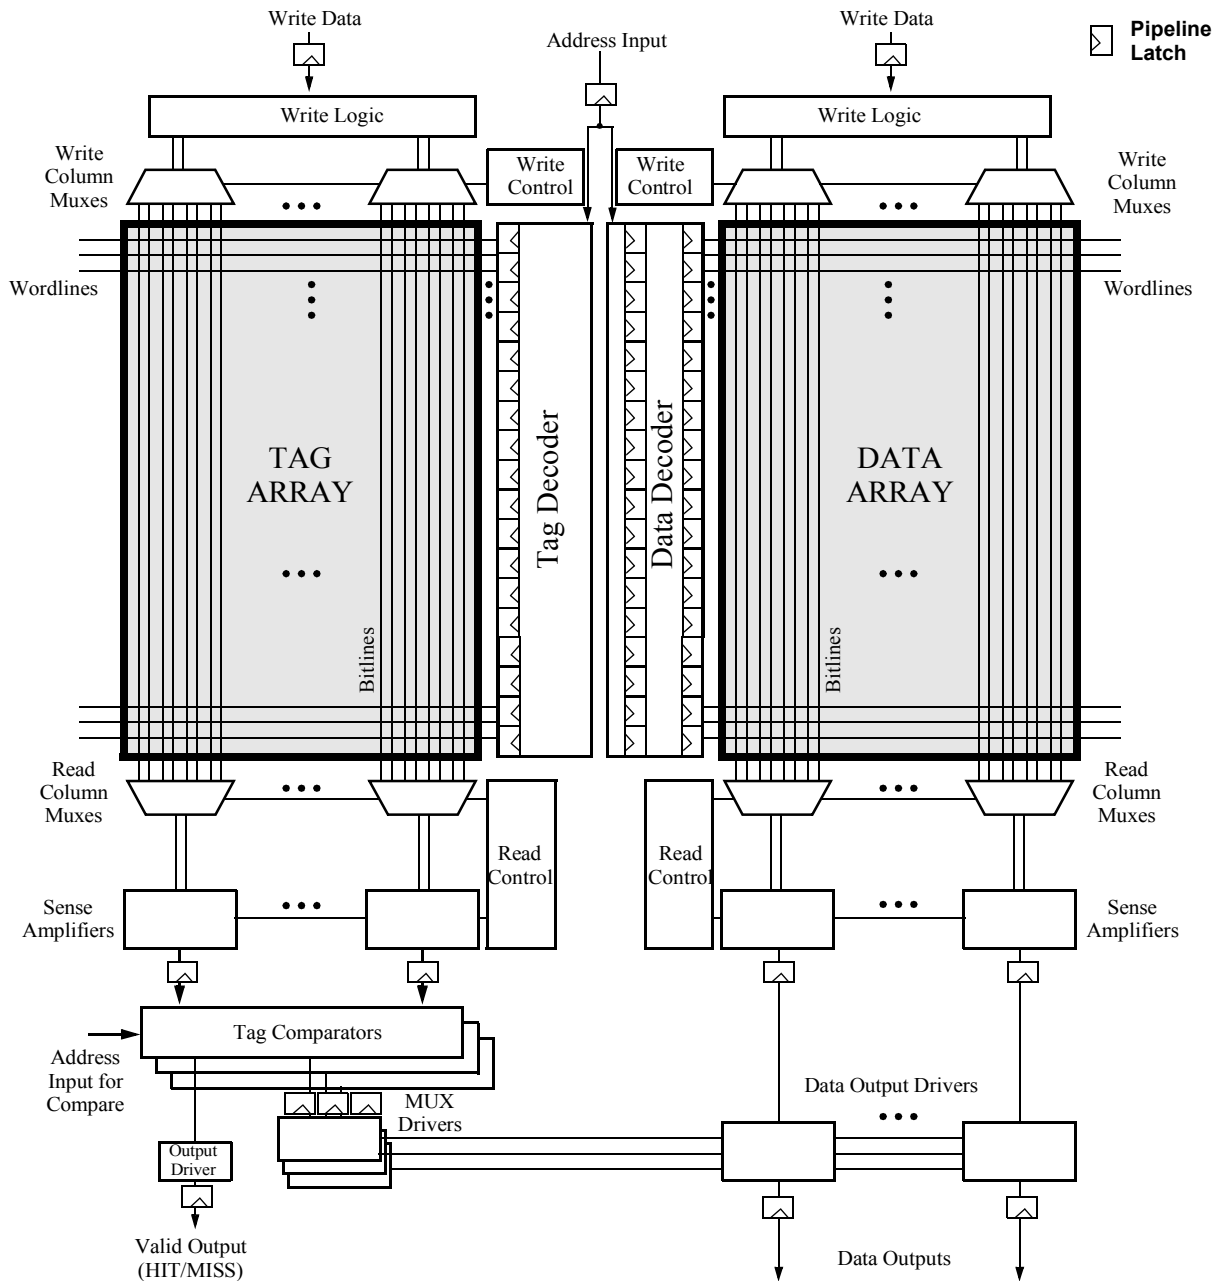 Write Data
Address Input
Write Data
Pipeline
Latch
Write Logic
Write Logic
Write
Column
Muxes
Write
Control
Write
Control
Write
Column
Muxes
Wordlines
Wordlines
TAG
ARRAY
Tag Decoder
Data Decoder
DATA
ARRAY
Bitlines
Bitlines
Read
Column
Muxes
Read
Column
Muxes
Read
Control
Read
Control
Sense
Amplifiers
Sense
Amplifiers
Tag Comparators
Address
Input for
Compare
MUX
Drivers
Data Output Drivers
Output
Driver
Valid Output
(HIT/MISS)
Data Outputs